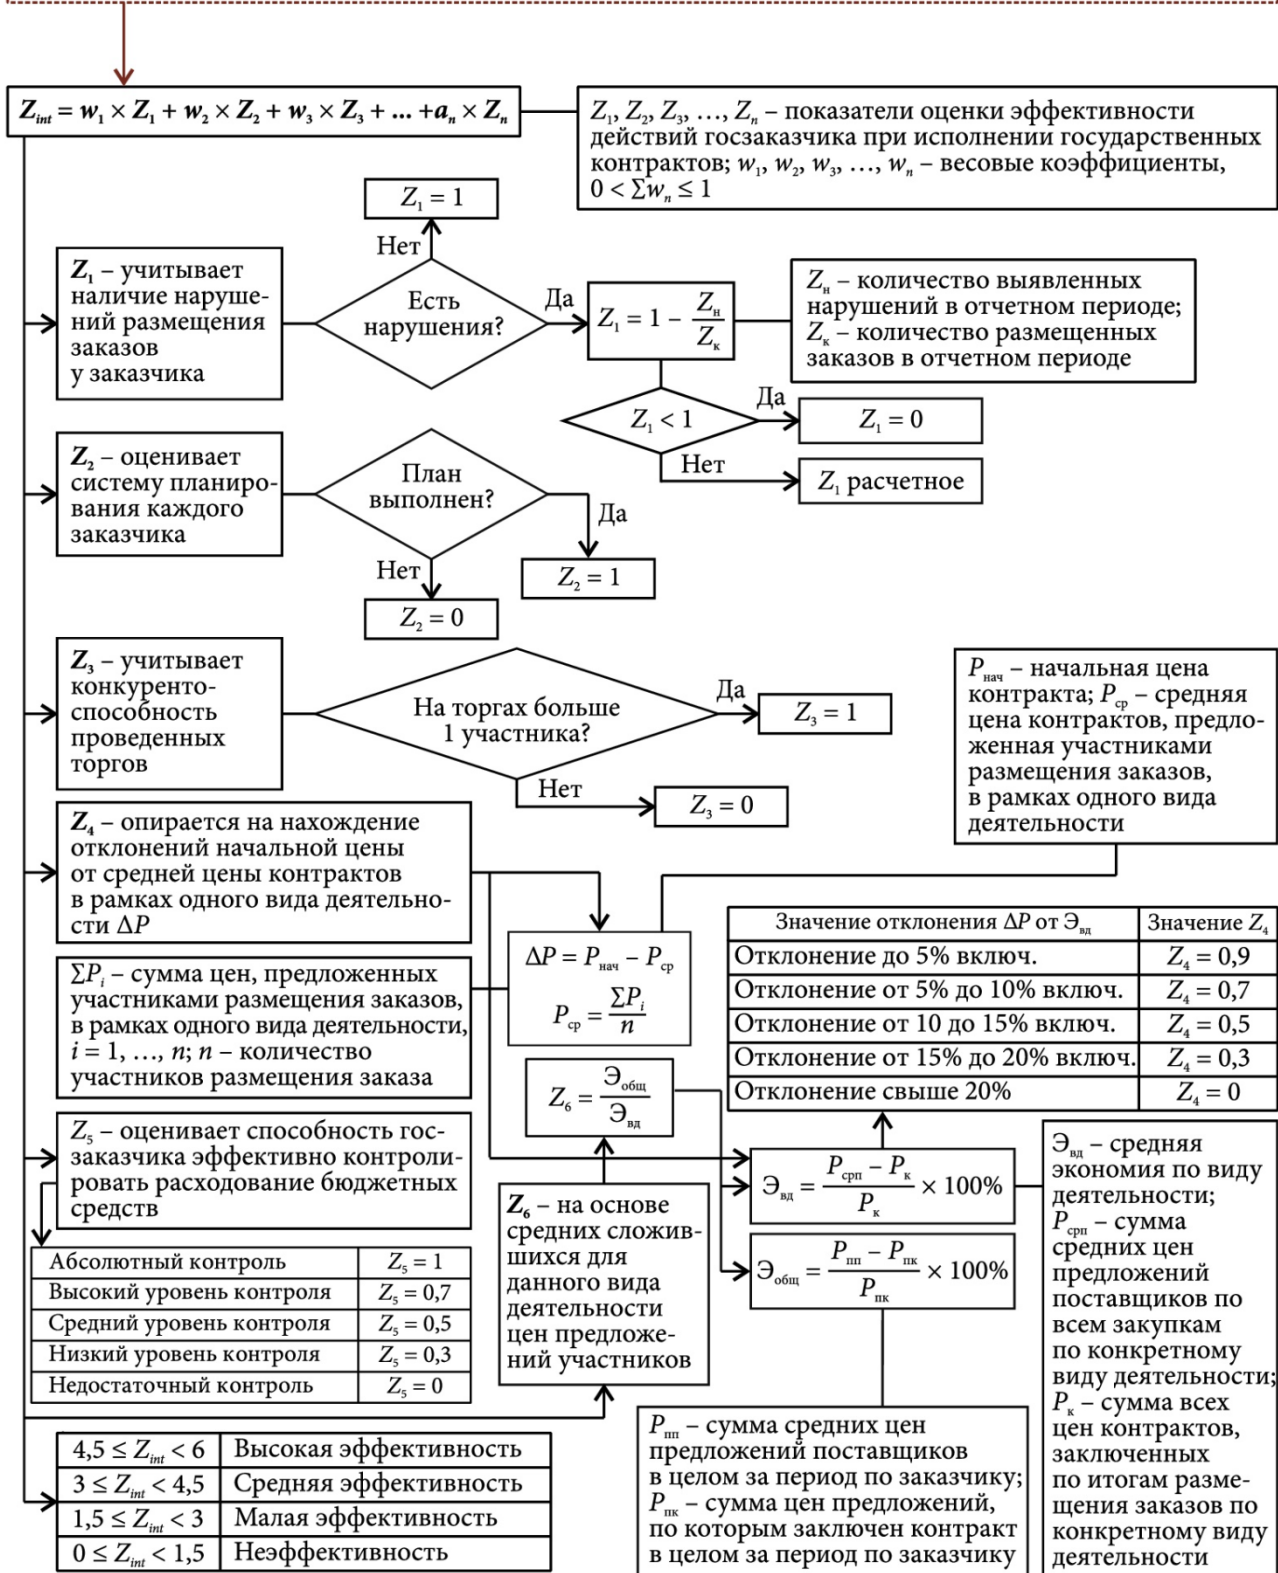 Z₁, Z₂, Z₃, …, Zₙ – показатели оценки эффективности
действий госзаказчика при исполнении государственных
контрактов; w₁, w₂, w₃, …, wₙ – весовые коэффициенты,
0 < Σwₙ ≤ 1
Z_int = w₁ × Z₁ + w₂ × Z₂ + w₃ × Z₃ + ... +aₙ × Zₙ
Z₁ = 1
Нет
Z₁ – учитывает
наличие наруше-
ний размещения
заказов
у заказчика
Есть
нарушения?
Да
Z₁ = 1 – Z_н / Z_к
Z_н – количество выявленных
нарушений в отчетном периоде;
Z_к – количество размещенных
заказов в отчетном периоде
Z₁ < 1
Да
Z₁ = 0
Нет
Z₁ расчетное
Z₂ – оценивает
систему планиро-
вания каждого
заказчика
План
выполнен?
Да
Z₂ = 1
Нет
Z₂ = 0
Z₃ – учитывает
конкуренто-
способность
проведенных
торгов
На торгах больше
1 участника?
Да
Z₃ = 1
Нет
Z₃ = 0
P_нач – начальная цена
контракта; P_ср – средняя
цена контрактов, предло-
женная участниками
размещения заказов,
в рамках одного вида
деятельности
Z₄ – опирается на нахождение
отклонений начальной цены
от средней цены контрактов
в рамках одного вида деятельно-
сти ΔP
ΣP_i – сумма цен, предложенных
участниками размещения заказов,
в рамках одного вида деятельности,
i = 1, …, n; n – количество
участников размещения заказа
ΔP = P_нач – P_ср
P_ср = ΣP_i / n
Значение отклонения ΔP от Э_вд Значение Z₄
Отклонение до 5% включ. Z₄ = 0,9
Отклонение от 5% до 10% включ. Z₄ = 0,7
Отклонение от 10 до 15% включ. Z₄ = 0,5
Отклонение от 15% до 20% включ. Z₄ = 0,3
Отклонение свыше 20% Z₄ = 0
Z₆ = Э_общ / Э_вд
Z₅ – оценивает способность гос-
заказчика эффективно контроли-
ровать расходование бюджетных
средств
Абсолютный контроль Z₅ = 1
Высокий уровень контроля Z₅ = 0,7
Средний уровень контроля Z₅ = 0,5
Низкий уровень контроля Z₅ = 0,3
Недостаточный контроль Z₅ = 0
Z₆ – на основе
средних сложив-
шихся для
данного вида
деятельности
цен предложе-
ний участников
Э_вд = (P_срп – P_к) / P_к × 100%
Э_общ = (P_пп – P_пк) / P_пк × 100%
Э_вд – средняя
экономия по виду
деятельности;
P_срп – сумма
средних цен
предложений
поставщиков по
всем закупкам
по конкретному
виду деятельности;
P_к – сумма всех
цен контрактов,
заключенных
по итогам разме-
щения заказов по
конкретному виду
деятельности
P_пп – сумма средних цен
предложений поставщиков
в целом за период по заказчику;
P_пк – сумма цен предложений,
по которым заключен контракт
в целом за период по заказчику
4,5 ≤ Z_int < 6 Высокая эффективность
3 ≤ Z_int < 4,5 Средняя эффективность
1,5 ≤ Z_int < 3 Малая эффективность
0 ≤ Z_int < 1,5 Неэффективность